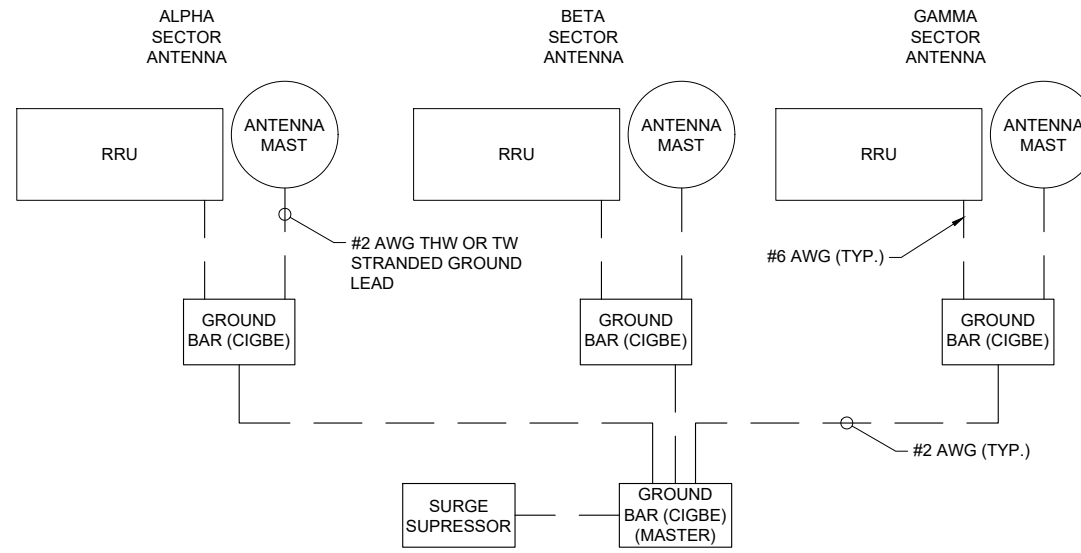 ALPHA
SECTOR
ANTENNA
BETA
SECTOR
ANTENNA
GAMMA
SECTOR
ANTENNA
RRU
ANTENNA
MAST
RRU
ANTENNA
MAST
RRU
ANTENNA
MAST
#2 AWG THW OR TW
STRANDED GROUND
LEAD
#6 AWG (TYP.)
GROUND
BAR (CIGBE)
GROUND
BAR (CIGBE)
GROUND
BAR (CIGBE)
#2 AWG (TYP.)
SURGE
SUPRESSOR
GROUND
BAR (CIGBE)
(MASTER)